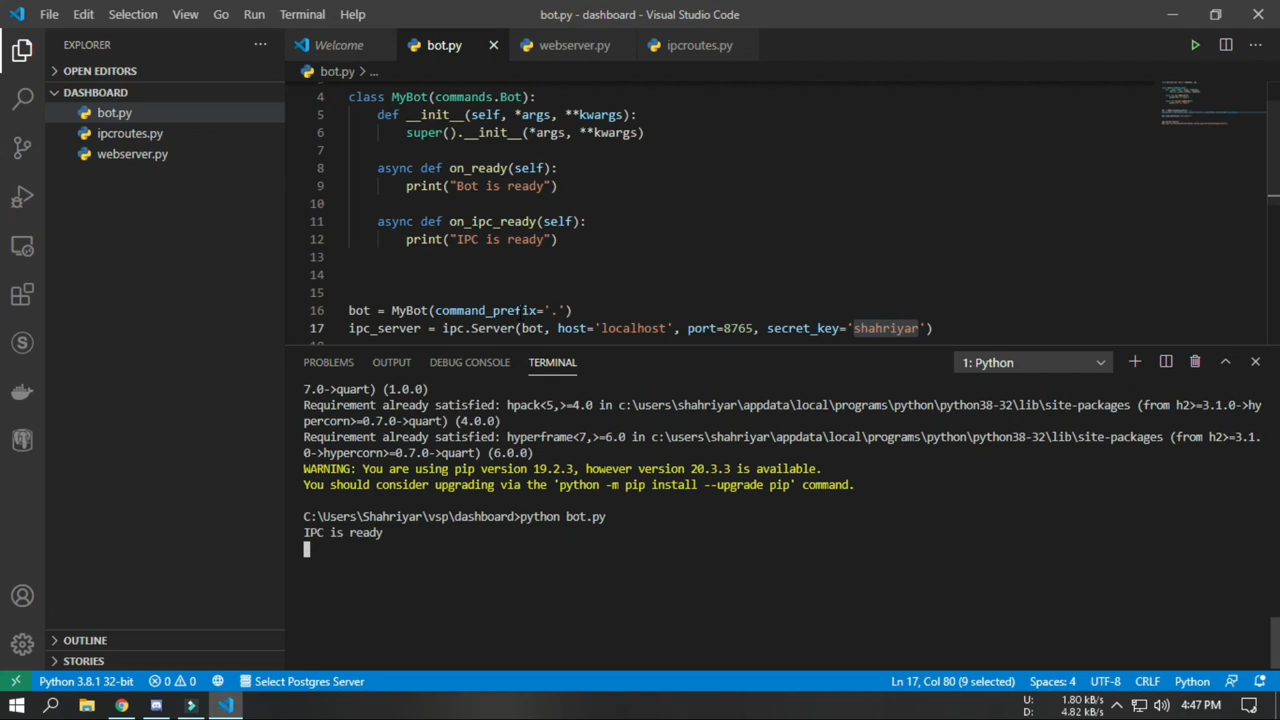 File Edit Selection View Go Run Terminal Help
bot.py - dashboard - Visual Studio Code
EXPLORER
Welcome
bot.py
webserver.py
ipcroutes.py
OPEN EDITORS
bot.py > ...
DASHBOARD
bot.py
ipcroutes.py
webserver.py
4 class MyBot(commands.Bot):
5 def __init__(self, *args, **kwargs):
6 super().__init__(*args, **kwargs)
7
8 async def on_ready(self):
9 print("Bot is ready")
10
11 async def on_ipc_ready(self):
12 print("IPC is ready")
13
14
15
16 bot = MyBot(command_prefix='.')
17 ipc_server = ipc.Server(bot, host='localhost', port=8765, secret_key='shahriyar')
PROBLEMS OUTPUT DEBUG CONSOLE TERMINAL
1: Python
7.0->quart) (1.0.0)
Requirement already satisfied: hpack<5,>=4.0 in c:\users\shahriyar\appdata\local\programs\python\python38-32\lib\site-packages (from h2>=3.1.0->hy
percorn>=0.7.0->quart) (4.0.0)
Requirement already satisfied: hyperframe<7,>=6.0 in c:\users\shahriyar\appdata\local\programs\python\python38-32\lib\site-packages (from h2>=3.1.
0->hypercorn>=0.7.0->quart) (6.0.0)
WARNING: You are using pip version 19.2.3, however version 20.3.3 is available.
You should consider upgrading via the 'python -m pip install --upgrade pip' command.
C:\Users\Shahriyar\vsp\dashboard>python bot.py
IPC is ready
OUTLINE
STORIES
Python 3.8.1 32-bit
0 0
Select Postgres Server
Ln 17, Col 80 (9 selected)
Spaces: 4
UTF-8
CRLF
Python
U: 1.80 kB/s
D: 4.82 kB/s
4:47 PM